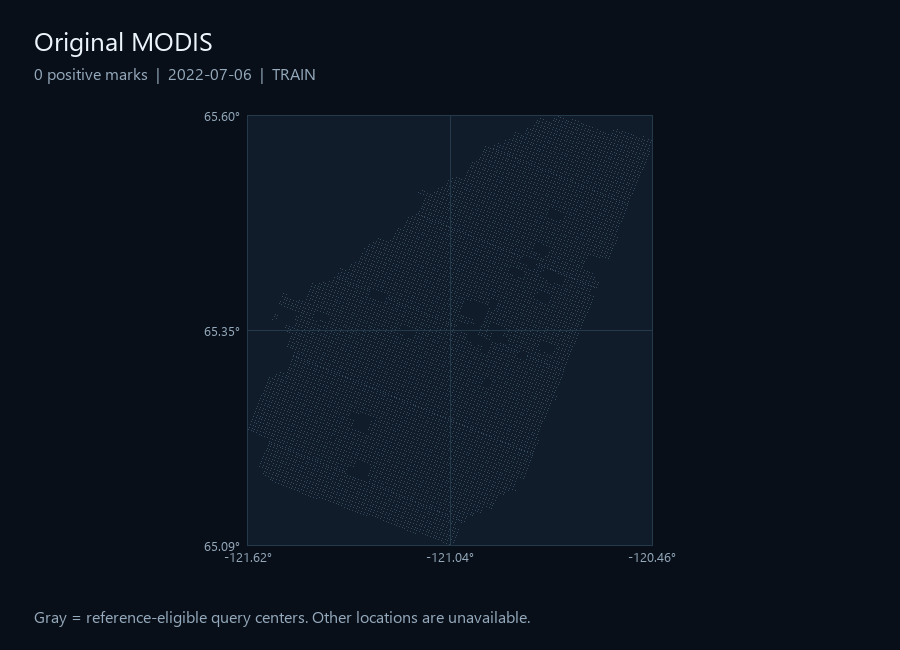 Original MODIS
0 positive marks | 2022-07-06 | TRAIN
65.60°
65.35°
65.09°
-121.62°
-121.04°
-120.46°
Gray = reference-eligible query centers. Other locations are unavailable.